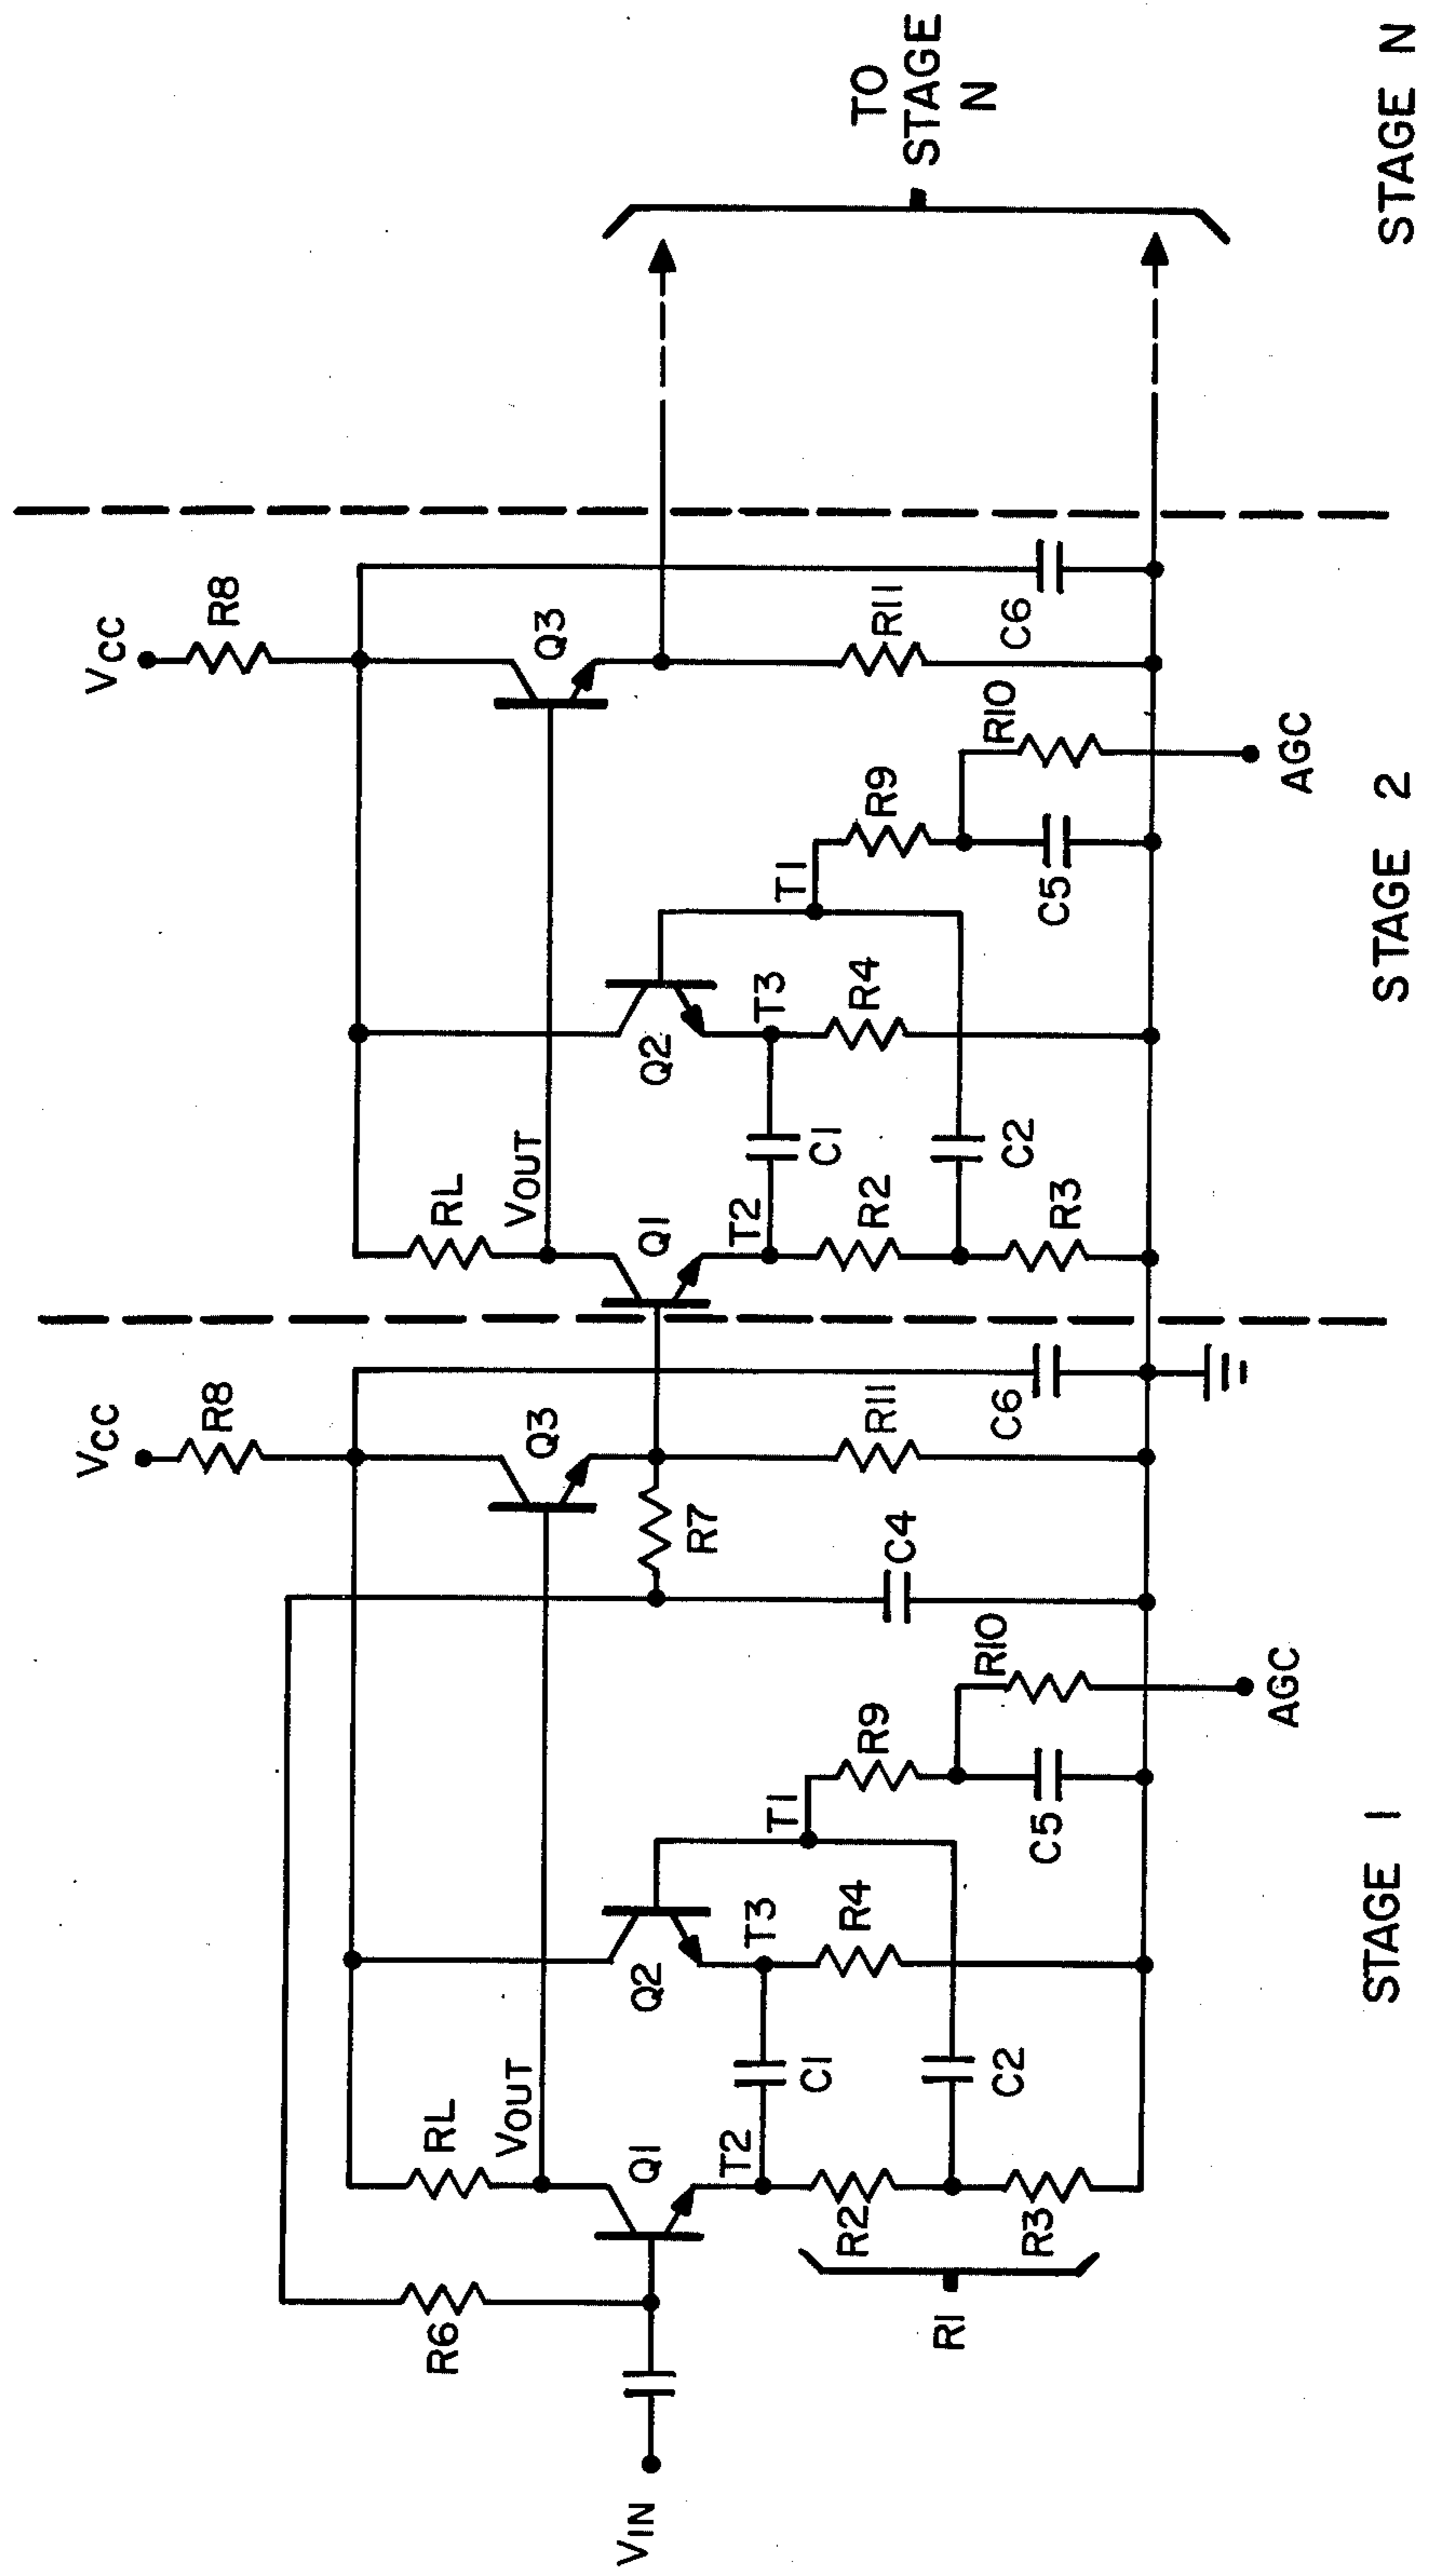 VCC
R8
VCC
R8
RL
VOUT
Q3
RL
VOUT
Q3
R6
Q1
Q2
R7
Q1
Q2
TO
STAGE
N
VIN
T2
T3
T1
T2
T3
T1
C1
R4
R9
C4
R11
C1
R4
R9
R11
R2
R2
R1
R3
C2
C5
R10
C6
R3
C2
C5
R10
C6
AGC
AGC
STAGE 1
STAGE 2
STAGE N